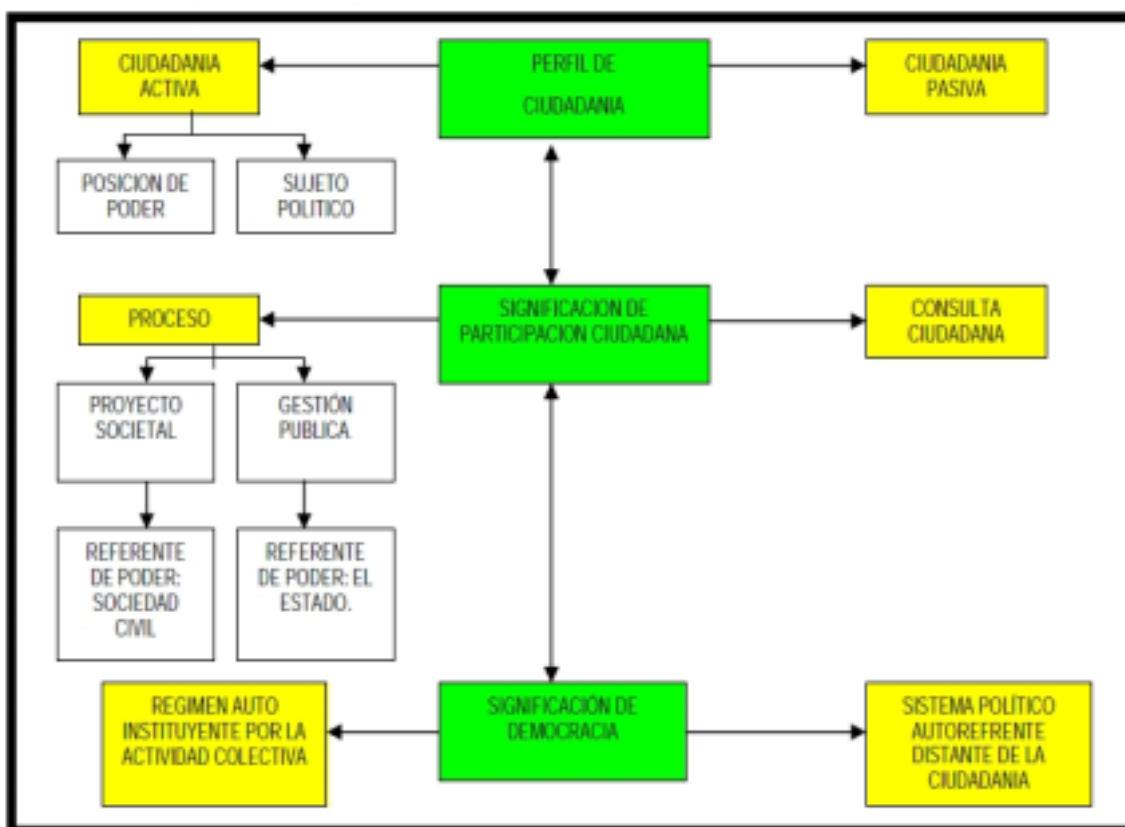 CIUDADANIA
ACTIVA
PERFIL DE
CIUDADANIA
CIUDADANIA
PASIVA
POSICION DE
PODER
SUJETO
POLITICO
PROCESO
SIGNIFICACION DE
PARTICIPACION CIUDADANA
CONSULTA
CIUDADANA
PROYECTO
SOCIETAL
GESTIÓN
PUBLICA
REFERENTE
DE PODER:
SOCIEDAD
CIVIL
REFERENTE
DE PODER: EL
ESTADO.
REGIMEN AUTO
INSTITUYENTE POR LA
ACTIVIDAD COLECTIVA
SIGNIFICACIÓN DE
DEMOCRACIA
SISTEMA POLÍTICO
AUTOREFRENTE
DISTANTE DE LA
CIUDADANIA